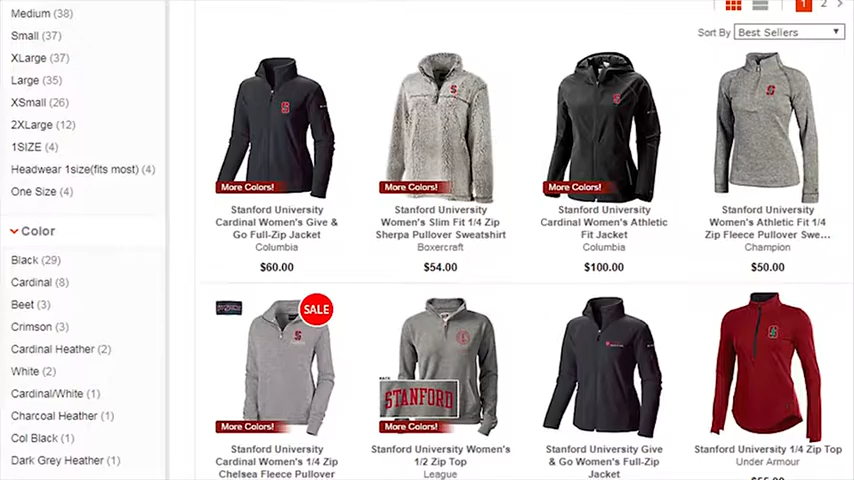 Medium (38)
Small (37)
XLarge (37)
Large (35)
XSmall (26)
2XLarge (12)
1SIZE (4)
Headwear 1size(fits most) (4)
One Size (4)
Color
Black (29)
Cardinal (8)
Beet (3)
Crimson (3)
Cardinal Heather (2)
White (2)
Cardinal/White (1)
Charcoal Heather (1)
Col Black (1)
Dark Grey Heather (1)
1 2
Sort By Best Sellers
More Colors!
Stanford University
Cardinal Women's Give &
Go Full-Zip Jacket
Columbia
$60.00
More Colors!
Stanford University
Women's Slim Fit 1/4 Zip
Sherpa Pullover Sweatshirt
Boxercraft
$54.00
More Colors!
Stanford University
Cardinal Women's Athletic
Fit Jacket
Columbia
$100.00
Stanford University
Women's Athletic Fit 1/4
Zip Fleece Pullover Swe...
Champion
$50.00
SALE
More Colors!
Stanford University
Cardinal Women's 1/4 Zip
Chelsea Fleece Pullover
STANFORD
More Colors!
Stanford University Women's
1/2 Zip Top
League
Stanford University Give
& Go Women's Full-Zip
Jacket
Stanford University 1/4 Zip Top
Under Armour